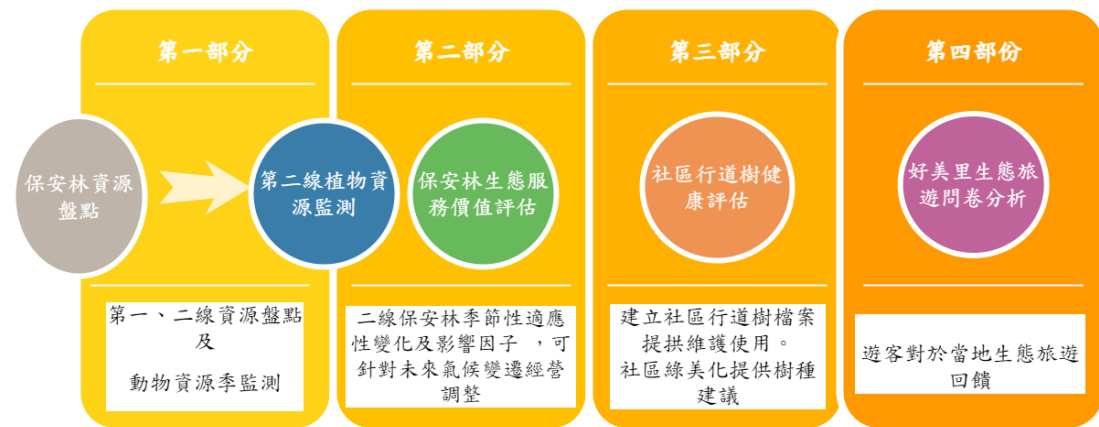 第一部分
保安林資源
盤點
第一、二線資源盤點
及
動物資源季監測
第二部分
第二線植物資
源監測
保安林生態服
務價值評估
二線保安林季節性適應
性變化及影響因子 ，可
針對未來氣候變遷經營
調整
第三部分
社區行道樹健
康評估
建立社區行道樹檔案
提拱維護使用。
社區綠美化提供樹種
建議
第四部份
好美里生態旅
遊問卷分析
遊客對於當地生態旅遊
回饋